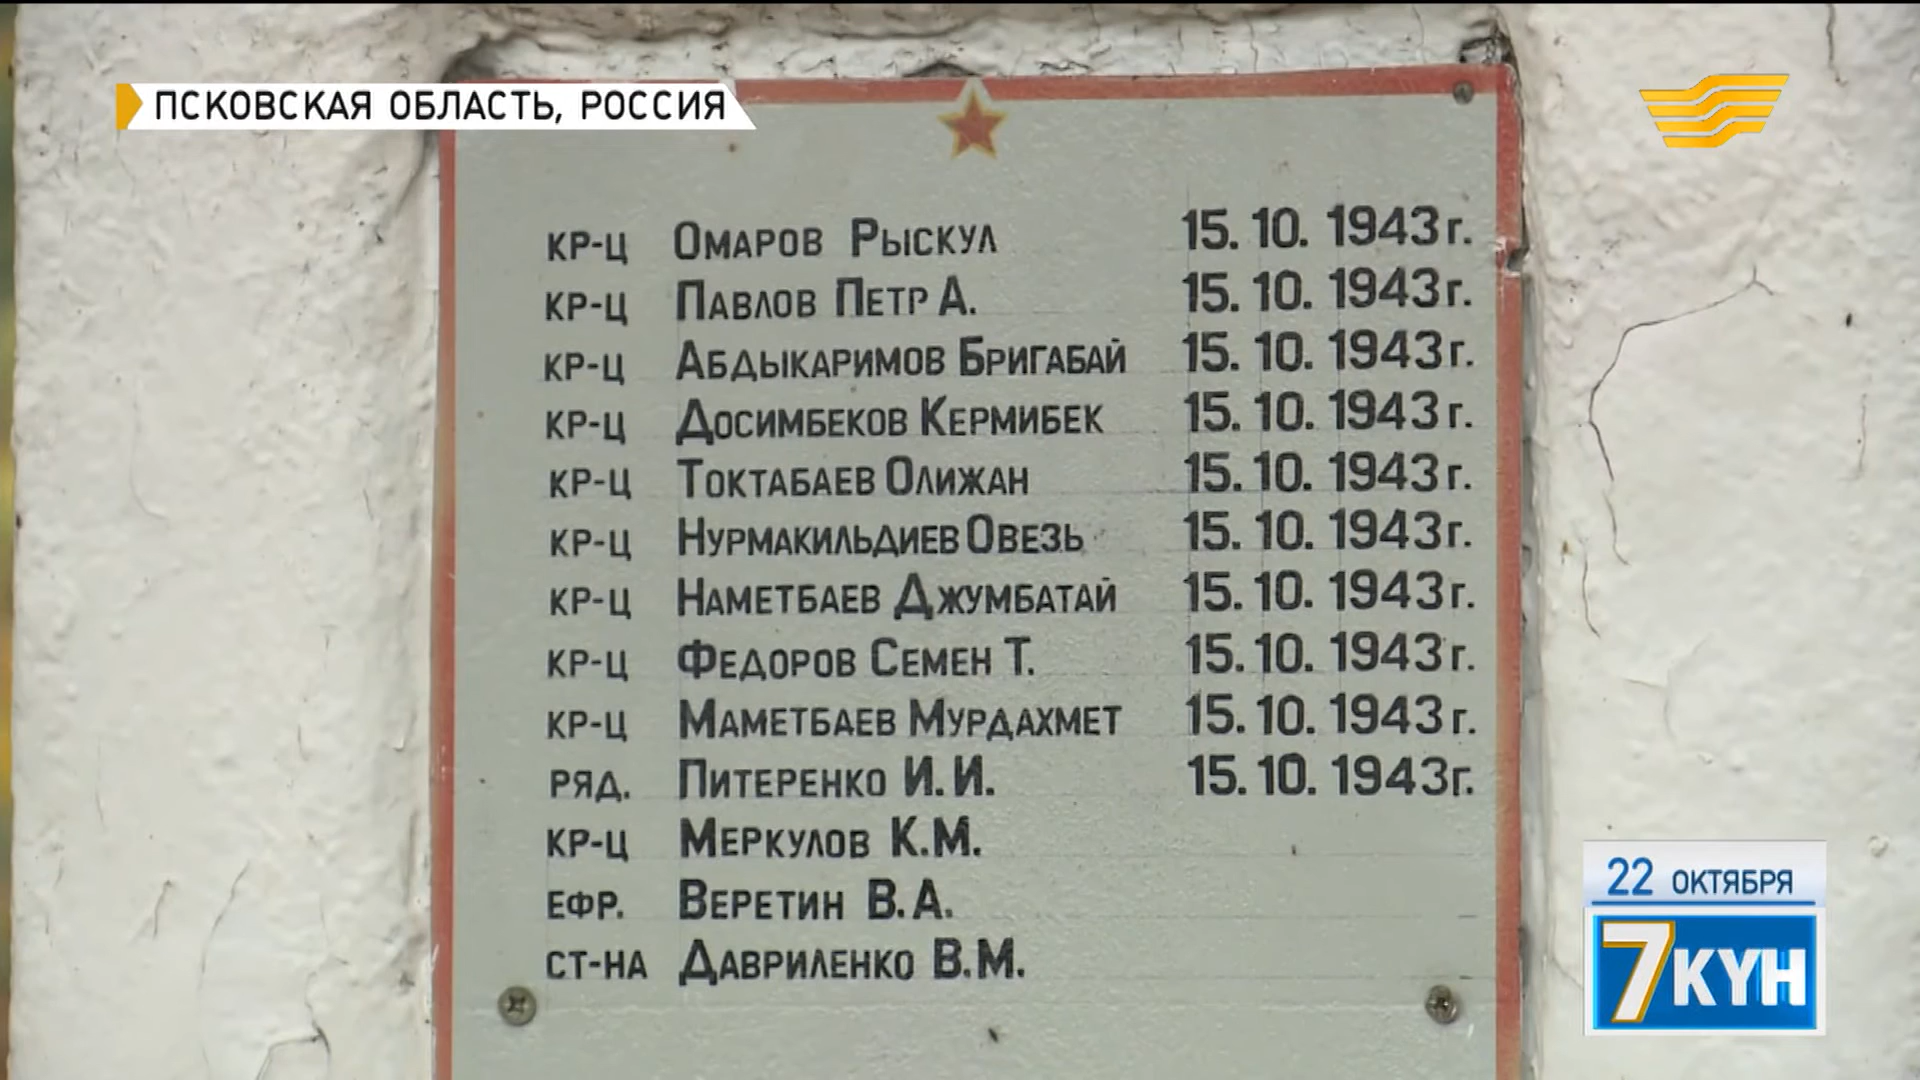 ПСКОВСКАЯ ОБЛАСТЬ, РОССИЯ
КР-Ц ОМАРОВ РЫСКУЛ 15. 10. 1943 г.
КР-Ц ПАВЛОВ ПЕТР А. 15. 10. 1943 г.
КР-Ц АБДЫКАРИМОВ БРИГАБАЙ 15. 10. 1943 г.
КР-Ц ДОСИМБЕКОВ КЕРМИБЕК 15. 10. 1943 г.
КР-Ц ТОКТАБАЕВ ОЛИЖАН 15. 10. 1943 г.
КР-Ц НУРМАКИЛЬДИЕВ ОВЕЗЬ 15. 10. 1943 г.
КР-Ц НАМЕТБАЕВ ДЖУМБАТАЙ 15. 10. 1943 г.
КР-Ц ФЕДОРОВ СЕМЕН Т. 15. 10. 1943 г.
КР-Ц МАМЕТБАЕВ МУРДАХМЕТ 15. 10. 1943 г.
РЯД. ПИТЕРЕНКО И. И. 15. 10. 1943 г.
КР-Ц МЕРКУЛОВ К.М.
ЕФР. ВЕРЕТИН В. А.
СТ-НА ДАВРИЛЕНКО В.М.
22 ОКТЯБРЯ
7 КҮН